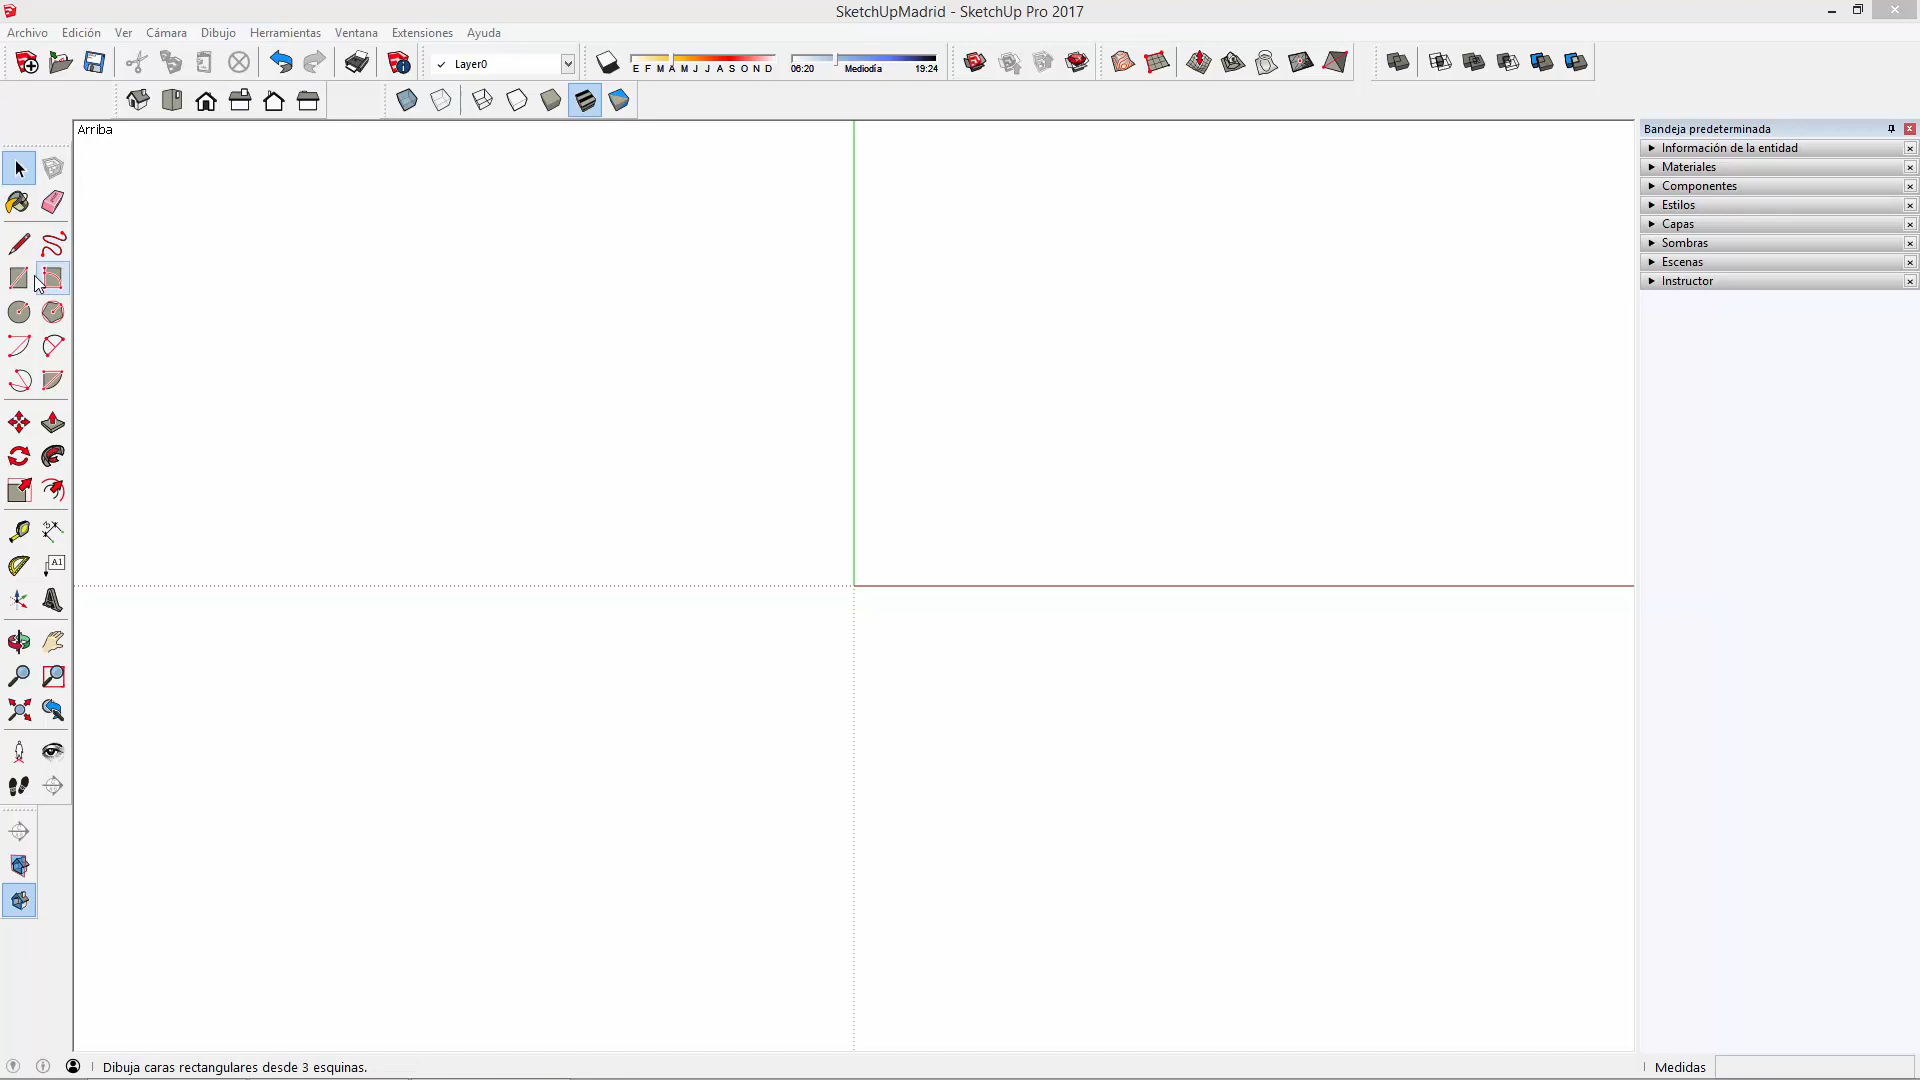 SketchUpMadrid - SketchUp Pro 2017
Archivo Edición Ver Cámara Dibujo Herramientas Ventana Extensiones Ayuda
Layer0
E F M A M J J A S O N D
06:20 Mediodía 19:24
Arriba
Bandeja predeterminada
Información de la entidad
Materiales
Componentes
Estilos
Capas
Sombras
Escenas
Instructor
A1
Dibuja caras rectangulares desde 3 esquinas.
Medidas